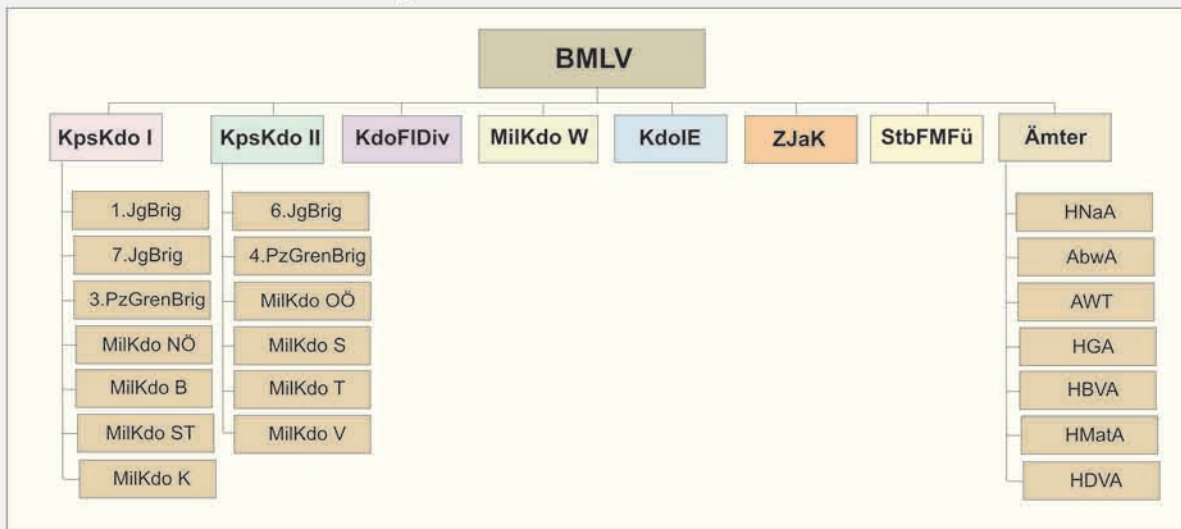 BMLV
KpsKdo I
KpsKdo II
KdoFlDiv
MilKdo W
KdoIE
ZJaK
StbFMFü
Ämter
1.JgBrig
7.JgBrig
3.PzGrenBrig
MilKdo NÖ
MilKdo B
MilKdo ST
MilKdo K
6.JgBrig
4.PzGrenBrig
MilKdo OÖ
MilKdo S
MilKdo T
MilKdo V
HNaA
AbwA
AWT
HGA
HBVA
HMatA
HDVA